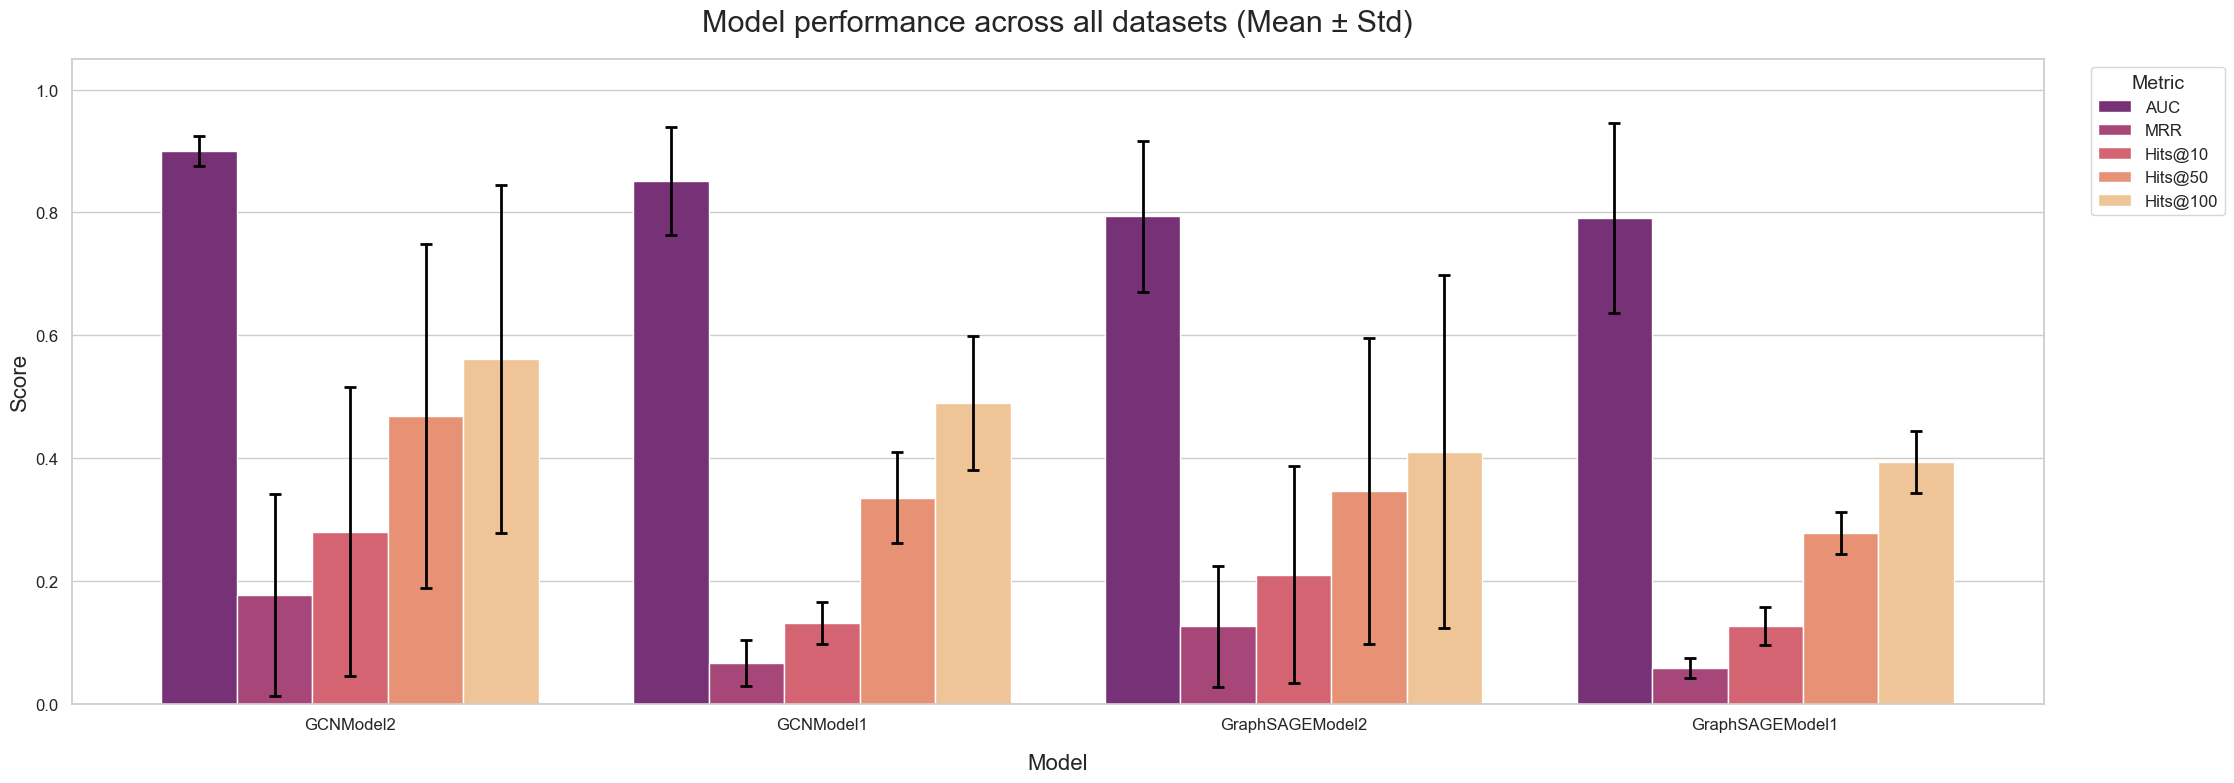 Model performance across all datasets (Mean ± Std)
Metric
AUC
MRR
Hits@10
Hits@50
Hits@100
Score
1.0
0.8
0.6
0.4
0.2
0.0
GCNModel2
GCNModel1
GraphSAGEModel2
GraphSAGEModel1
Model